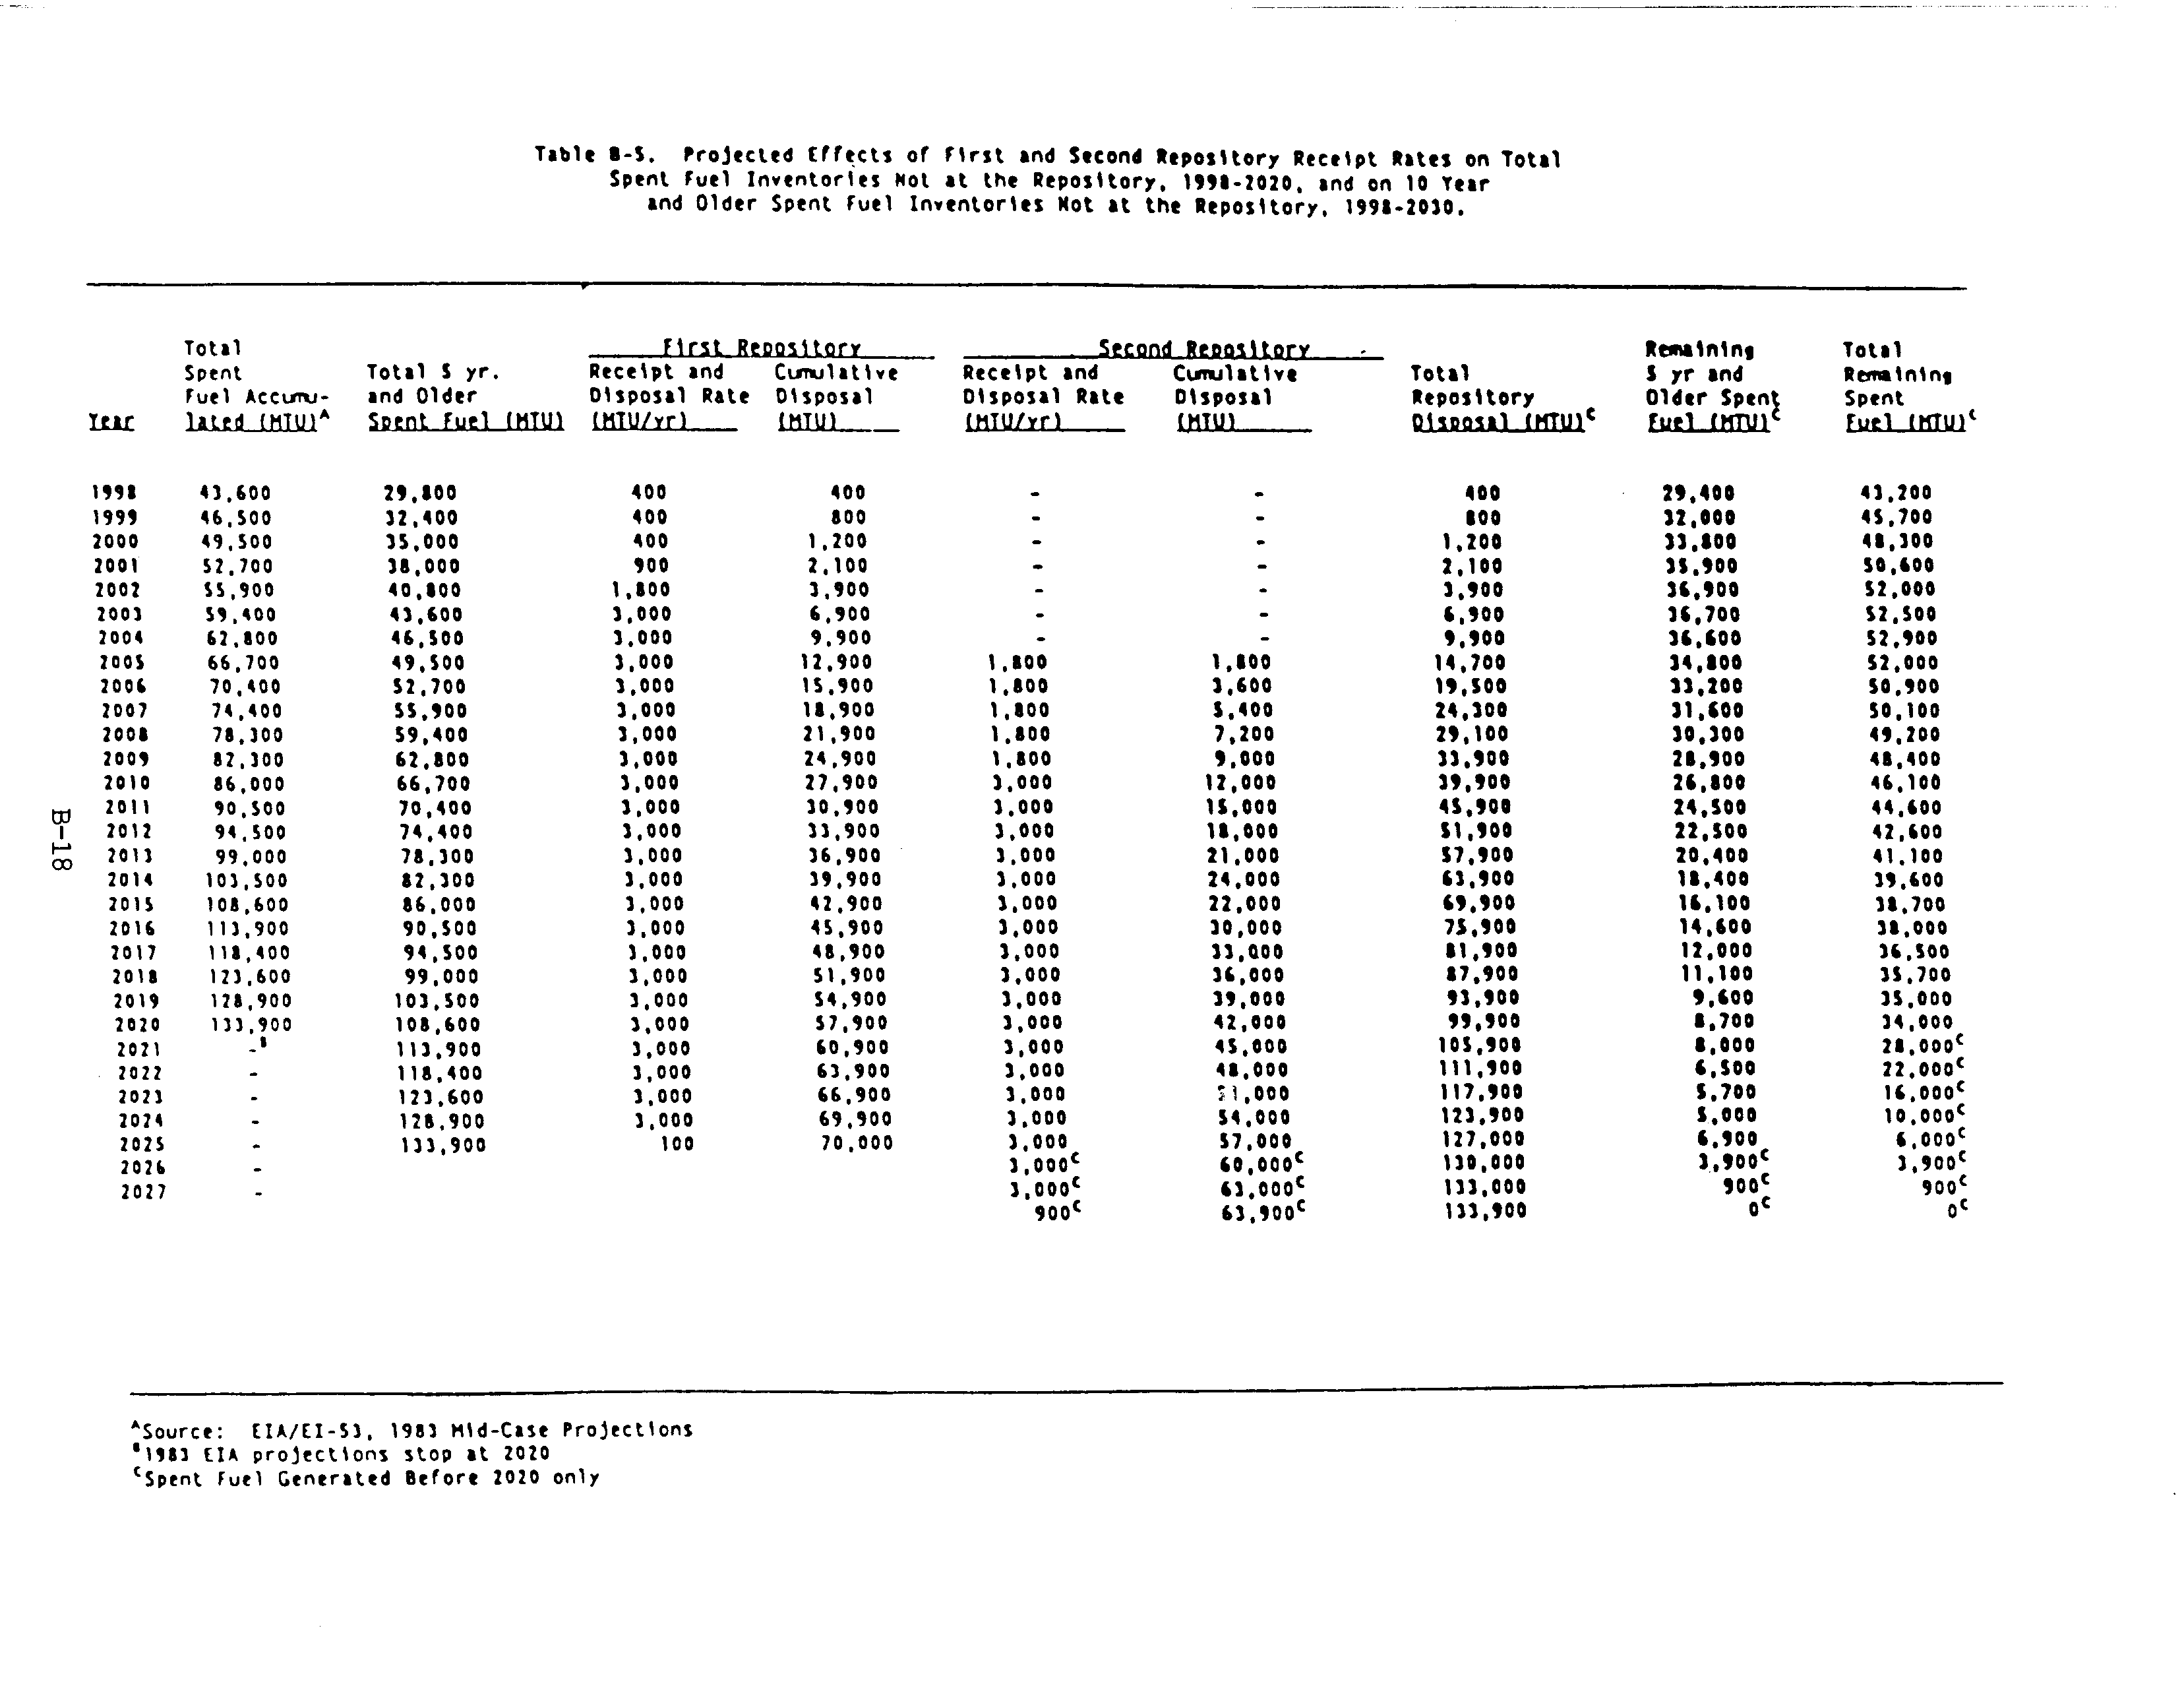 Table B-5. Projected Effects of First and Second Repository Receipt Rates on Total
Spent Fuel Inventories Not at the Repository, 1998-2020, and on 10 Year
and Older Spent Fuel Inventories Not at the Repository, 1998-2030.
First Repository Second Repository
Total Remaining Total
Spent Total 5 yr. Receipt and Cumulative Receipt and Cumulative Total 5 yr and Remaining
Fuel Accumu- and Older Disposal Rate Disposal Disposal Rate Disposal Repository Older Spent Spent
Year lated (MTU)A Spent Fuel (MTU) (MTU/yr) (MTU) (MTU/yr) (MTU) Disposal (MTU)C Fuel (MTU)C Fuel (MTU)C
1998 43,600 29,800 400 400 - - 400 29,400 43,200
1999 46,500 32,400 400 800 - - 800 32,000 45,700
2000 49,500 35,000 400 1,200 - - 1,200 33,800 48,300
2001 52,700 38,000 900 2,100 - - 2,100 35,900 50,600
2002 55,900 40,800 1,800 3,900 - - 3,900 36,900 52,000
2003 59,400 43,600 3,000 6,900 - - 6,900 36,700 52,500
2004 62,800 46,500 3,000 9,900 - - 9,900 36,600 52,900
2005 66,700 49,500 3,000 12,900 1,800 1,800 14,700 34,800 52,000
2006 70,400 52,700 3,000 15,900 1,800 3,600 19,500 33,200 50,900
2007 74,400 55,900 3,000 18,900 1,800 5,400 24,300 31,600 50,100
2008 78,300 59,400 3,000 21,900 1,800 7,200 29,100 30,300 49,200
2009 82,300 62,800 3,000 24,900 1,800 9,000 33,900 28,900 48,400
2010 86,000 66,700 3,000 27,900 3,000 12,000 39,900 26,800 46,100
2011 90,500 70,400 3,000 30,900 3,000 15,000 45,900 24,500 44,600
2012 94,500 74,400 3,000 33,900 3,000 18,000 51,900 22,500 42,600
2013 99,000 78,300 3,000 36,900 3,000 21,000 57,900 20,400 41,100
2014 103,500 82,300 3,000 39,900 3,000 24,000 63,900 18,400 39,600
2015 108,600 86,000 3,000 42,900 3,000 22,000 69,900 16,100 38,700
2016 113,900 90,500 3,000 45,900 3,000 30,000 75,900 14,600 38,000
2017 118,400 94,500 3,000 48,900 3,000 33,000 81,900 12,000 36,500
2018 123,600 99,000 3,000 51,900 3,000 36,000 87,900 11,100 35,700
2019 128,900 103,500 3,000 54,900 3,000 39,000 93,900 9,600 35,000
2020 133,900 108,600 3,000 57,900 3,000 42,000 99,900 8,700 34,000
2021 -B 113,900 3,000 60,900 3,000 45,000 105,900 8,000 28,000C
2022 - 118,400 3,000 63,900 3,000 48,000 111,900 6,500 22,000C
2023 - 123,600 3,000 66,900 3,000 51,000 117,900 5,700 16,000C
2024 - 128,900 3,000 69,900 3,000 54,000 123,900 5,000 10,000C
2025 - 133,900 100 70,000 3,000 57,000 127,000 6,900 6,000C
2026 - 3,000C 60,000C 130,000 3,900C 3,900C
2027 - 3,000C 63,000C 133,000 900C 900C
900C 63,900C 133,900 0C 0C
ASource: EIA/EI-53, 1983 Mid-Case Projections
B1983 EIA projections stop at 2020
CSpent Fuel Generated Before 2020 only
B-18